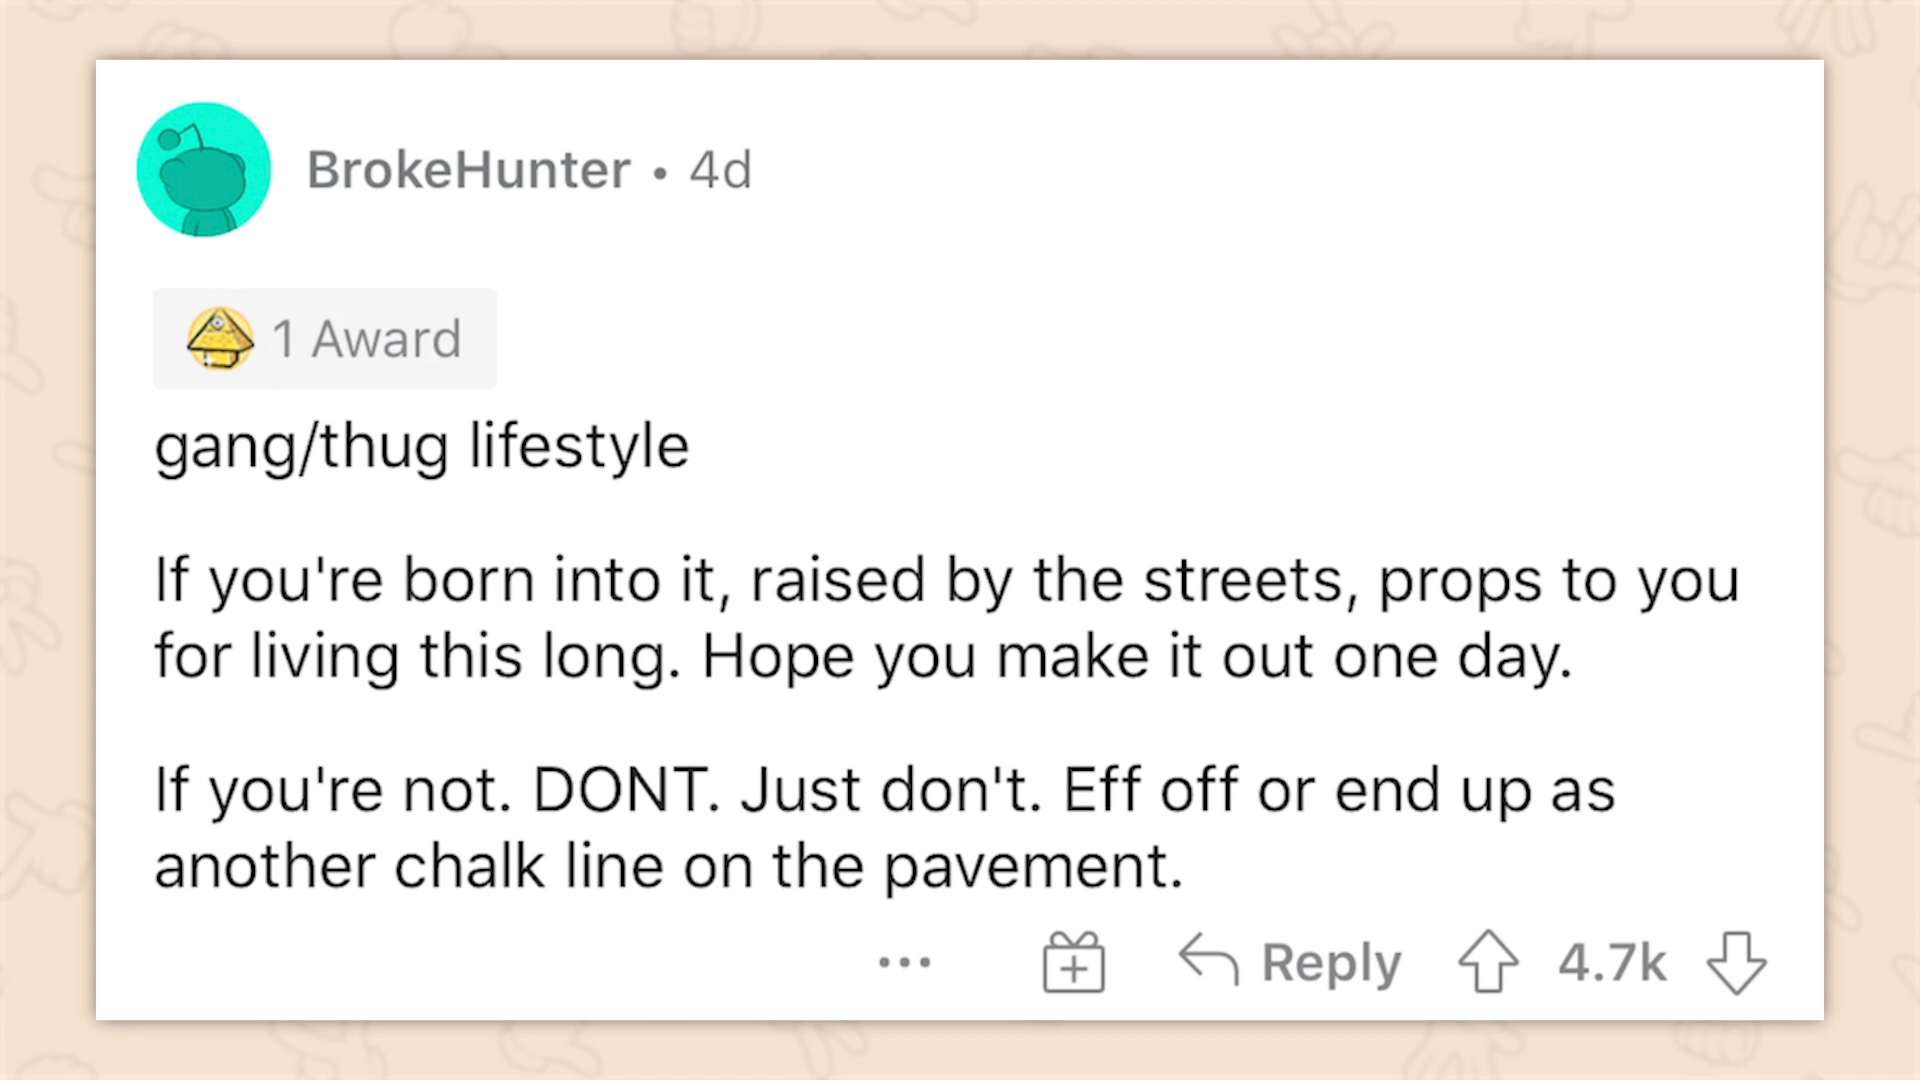 BrokeHunter • 4d
1 Award
gang/thug lifestyle
If you're born into it, raised by the streets, props to you
for living this long. Hope you make it out one day.
If you're not. DONT. Just don't. Eff off or end up as
another chalk line on the pavement.
... Reply 4.7k